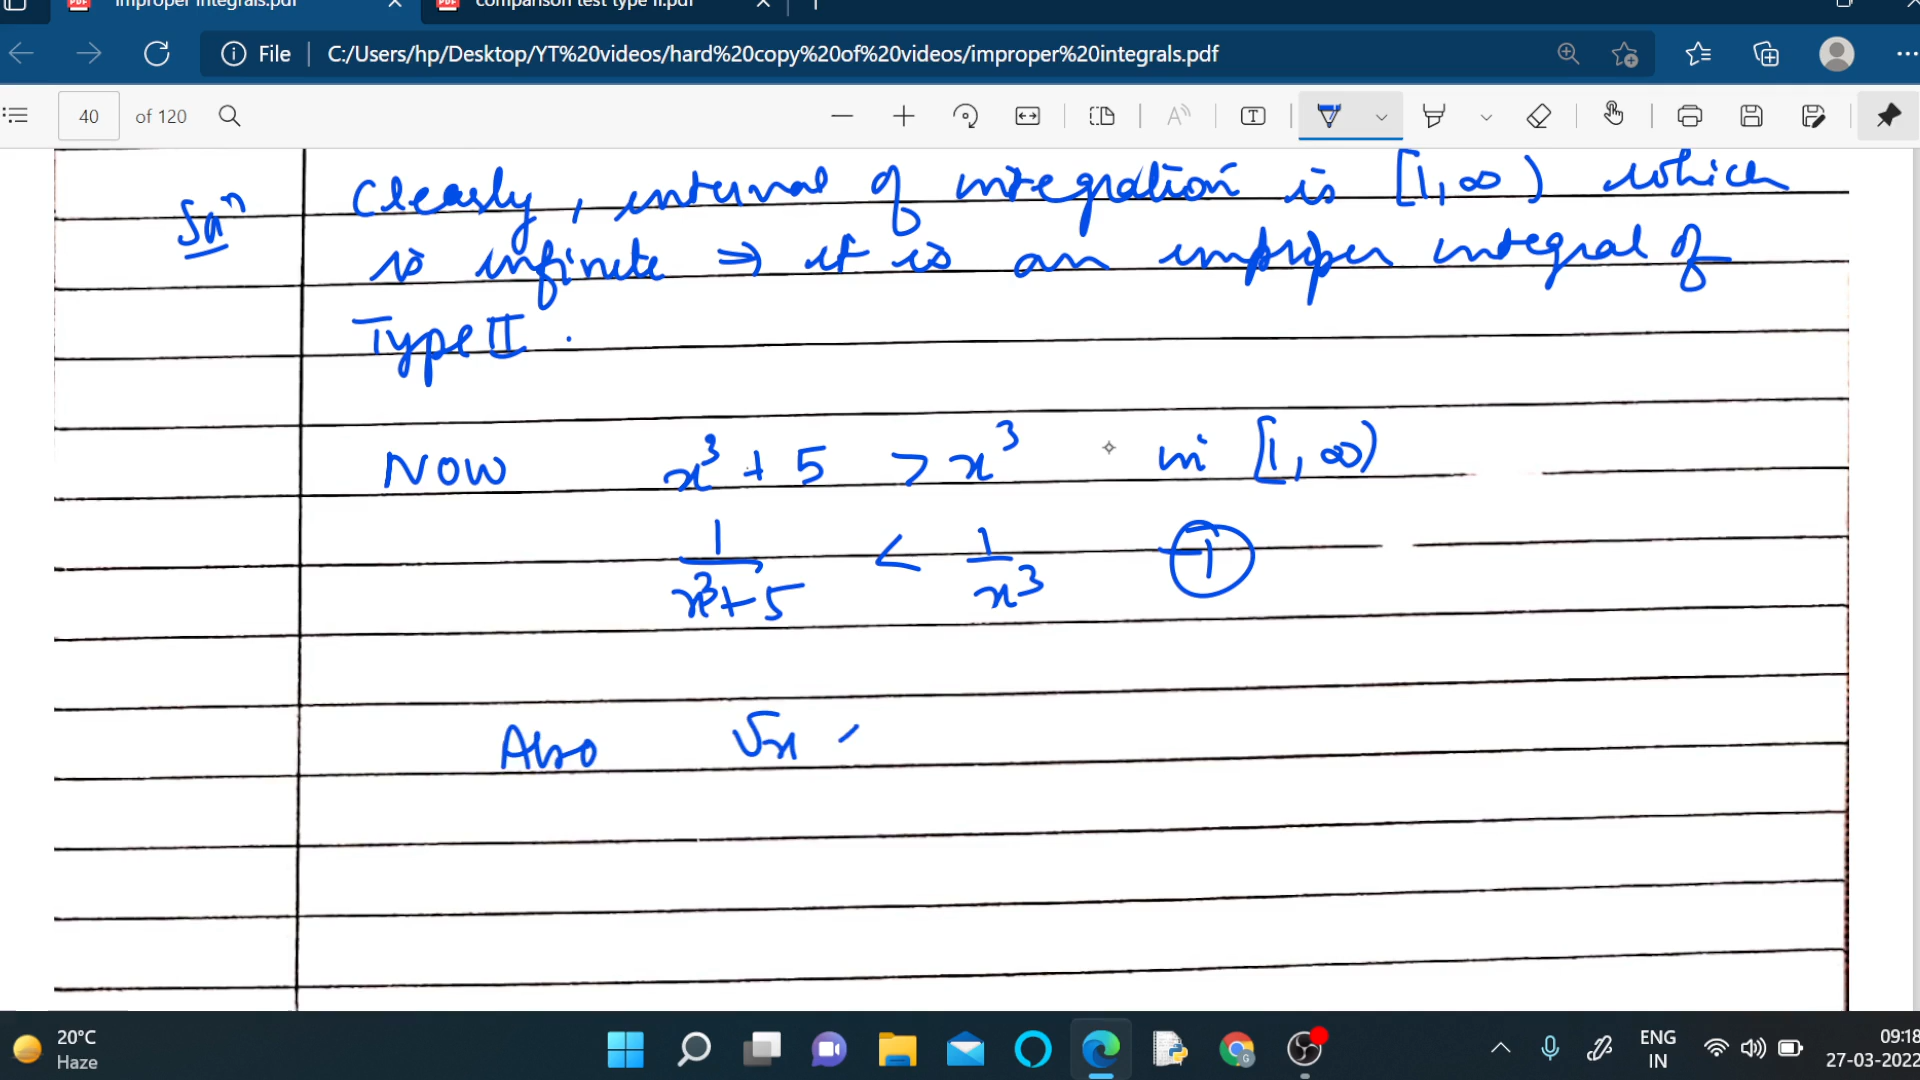 improper integrals.pdf
comparison test type II.pdf
File C:/Users/hp/Desktop/YT%20videos/hard%20copy%20of%20videos/improper%20integrals.pdf
40 of 120
Solⁿ Clearly, interval of integration is [1, ∞) which
is infinite ⇒ it is an improper integral of
Type II.
Now x³ + 5 > x³ in [1, ∞)
1/(x³+5) < 1/x³ — ①
Also √x
20°C
Haze
ENG
IN
09:18
27-03-2022